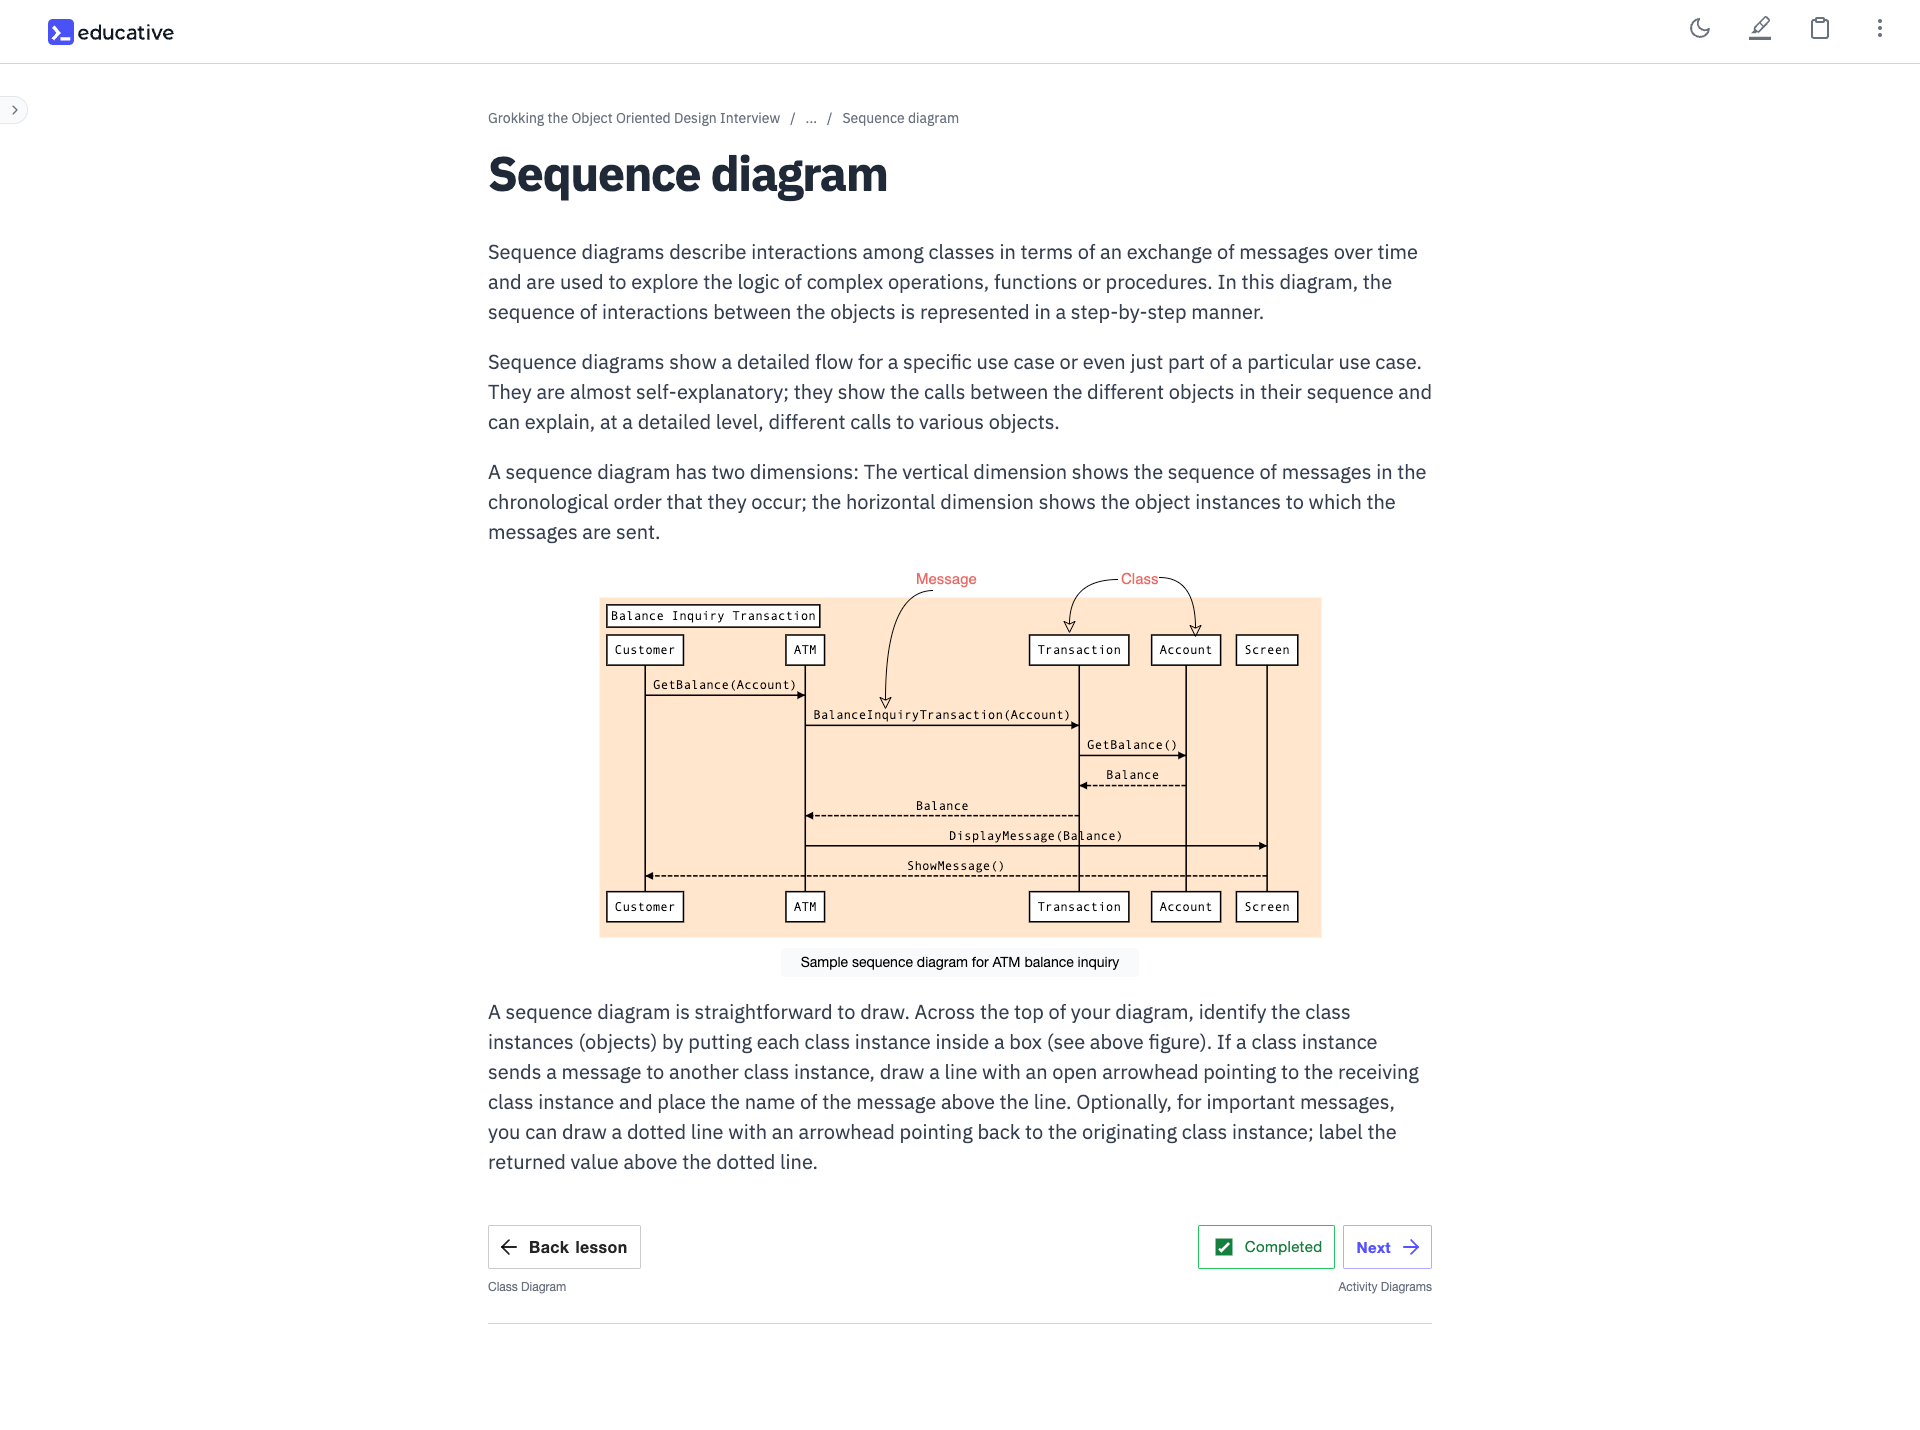 educative
Grokking the Object Oriented Design Interview / ... / Sequence diagram
Sequence diagram
Sequence diagrams describe interactions among classes in terms of an exchange of messages over time
and are used to explore the logic of complex operations, functions or procedures. In this diagram, the
sequence of interactions between the objects is represented in a step-by-step manner.
Sequence diagrams show a detailed flow for a specific use case or even just part of a particular use case.
They are almost self-explanatory; they show the calls between the different objects in their sequence and
can explain, at a detailed level, different calls to various objects.
A sequence diagram has two dimensions: The vertical dimension shows the sequence of messages in the
chronological order that they occur; the horizontal dimension shows the object instances to which the
messages are sent.
Message Class
Balance Inquiry Transaction
Customer ATM Transaction Account Screen
GetBalance(Account)
BalanceInquiryTransaction(Account)
GetBalance()
Balance
Balance
DisplayMessage(Balance)
ShowMessage()
Customer ATM Transaction Account Screen
Sample sequence diagram for ATM balance inquiry
A sequence diagram is straightforward to draw. Across the top of your diagram, identify the class
instances (objects) by putting each class instance inside a box (see above figure). If a class instance
sends a message to another class instance, draw a line with an open arrowhead pointing to the receiving
class instance and place the name of the message above the line. Optionally, for important messages,
you can draw a dotted line with an arrowhead pointing back to the originating class instance; label the
returned value above the dotted line.
Back lesson Completed Next
Class Diagram Activity Diagrams